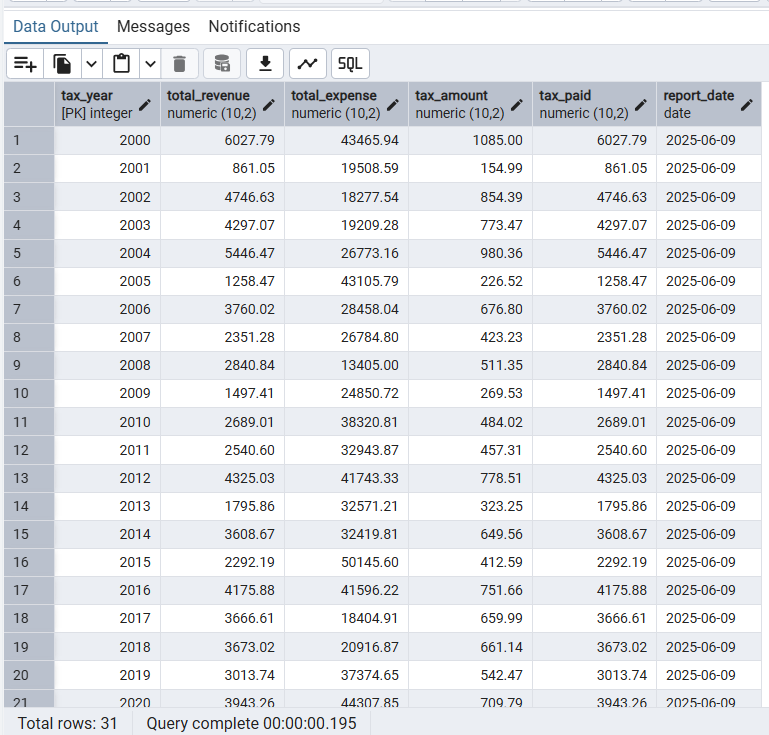 Data Output Messages Notifications
SQL
tax_year total_revenue total_expense tax_amount tax_paid report_date
[PK] integer numeric (10,2) numeric (10,2) numeric (10,2) numeric (10,2) date
1 2000 6027.79 43465.94 1085.00 6027.79 2025-06-09
2 2001 861.05 19508.59 154.99 861.05 2025-06-09
3 2002 4746.63 18277.54 854.39 4746.63 2025-06-09
4 2003 4297.07 19209.28 773.47 4297.07 2025-06-09
5 2004 5446.47 26773.16 980.36 5446.47 2025-06-09
6 2005 1258.47 43105.79 226.52 1258.47 2025-06-09
7 2006 3760.02 28458.04 676.80 3760.02 2025-06-09
8 2007 2351.28 26784.80 423.23 2351.28 2025-06-09
9 2008 2840.84 13405.00 511.35 2840.84 2025-06-09
10 2009 1497.41 24850.72 269.53 1497.41 2025-06-09
11 2010 2689.01 38320.81 484.02 2689.01 2025-06-09
12 2011 2540.60 32943.87 457.31 2540.60 2025-06-09
13 2012 4325.03 41743.33 778.51 4325.03 2025-06-09
14 2013 1795.86 32571.21 323.25 1795.86 2025-06-09
15 2014 3608.67 32419.81 649.56 3608.67 2025-06-09
16 2015 2292.19 50145.60 412.59 2292.19 2025-06-09
17 2016 4175.88 41596.22 751.66 4175.88 2025-06-09
18 2017 3666.61 18404.91 659.99 3666.61 2025-06-09
19 2018 3673.02 20916.87 661.14 3673.02 2025-06-09
20 2019 3013.74 37374.65 542.47 3013.74 2025-06-09
21 2020 3943.26 44307.85 709.79 3943.26 2025-06-09
Total rows: 31 Query complete 00:00:00.195